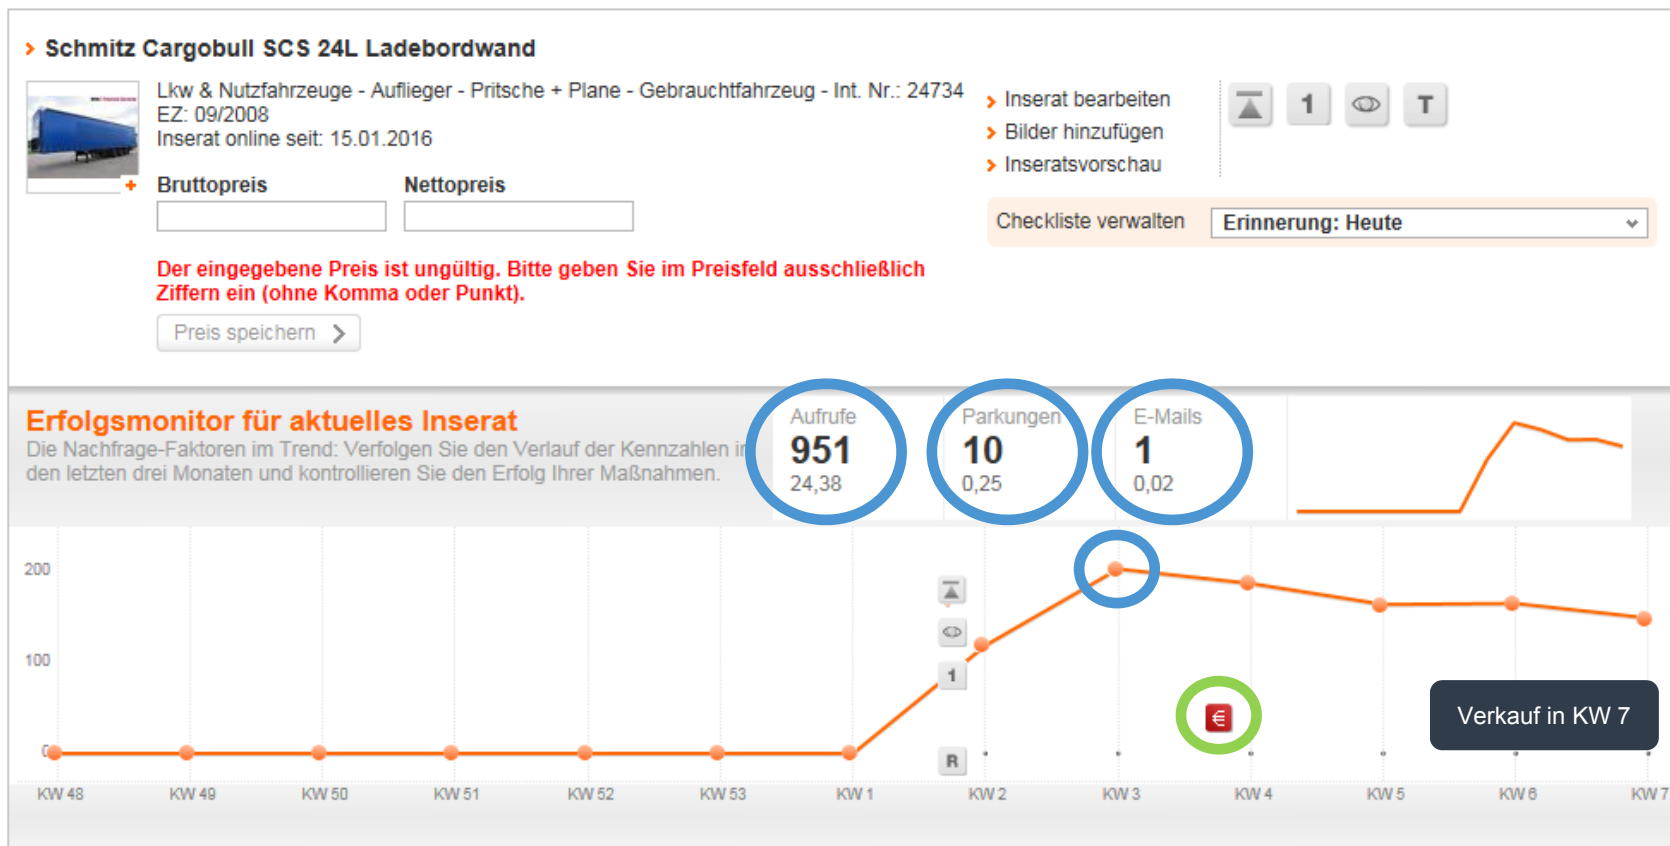 Schmitz Cargobull SCS 24L Ladebordwand
Lkw & Nutzfahrzeuge - Auflieger - Pritsche + Plane - Gebrauchtfahrzeug - Int. Nr.: 24734
EZ: 09/2008
Inserat online seit: 15.01.2016
Bruttopreis Nettopreis
Der eingegebene Preis ist ungültig. Bitte geben Sie im Preisfeld ausschließlich
Ziffern ein (ohne Komma oder Punkt).
Preis speichern
Inserat bearbeiten
Bilder hinzufügen
Inseratsvorschau
1 T
Checkliste verwalten Erinnerung: Heute
Erfolgsmonitor für aktuelles Inserat
Die Nachfrage-Faktoren im Trend: Verfolgen Sie den Verlauf der Kennzahlen in
den letzten drei Monaten und kontrollieren Sie den Erfolg Ihrer Maßnahmen.
Aufrufe
951
24,38
Parkungen
10
0,25
E-Mails
1
0,02
200
100
0
1
R
€
Verkauf in KW 7
KW 48 KW 49 KW 50 KW 51 KW 52 KW 53 KW 1 KW 2 KW 3 KW 4 KW 5 KW 6 KW 7